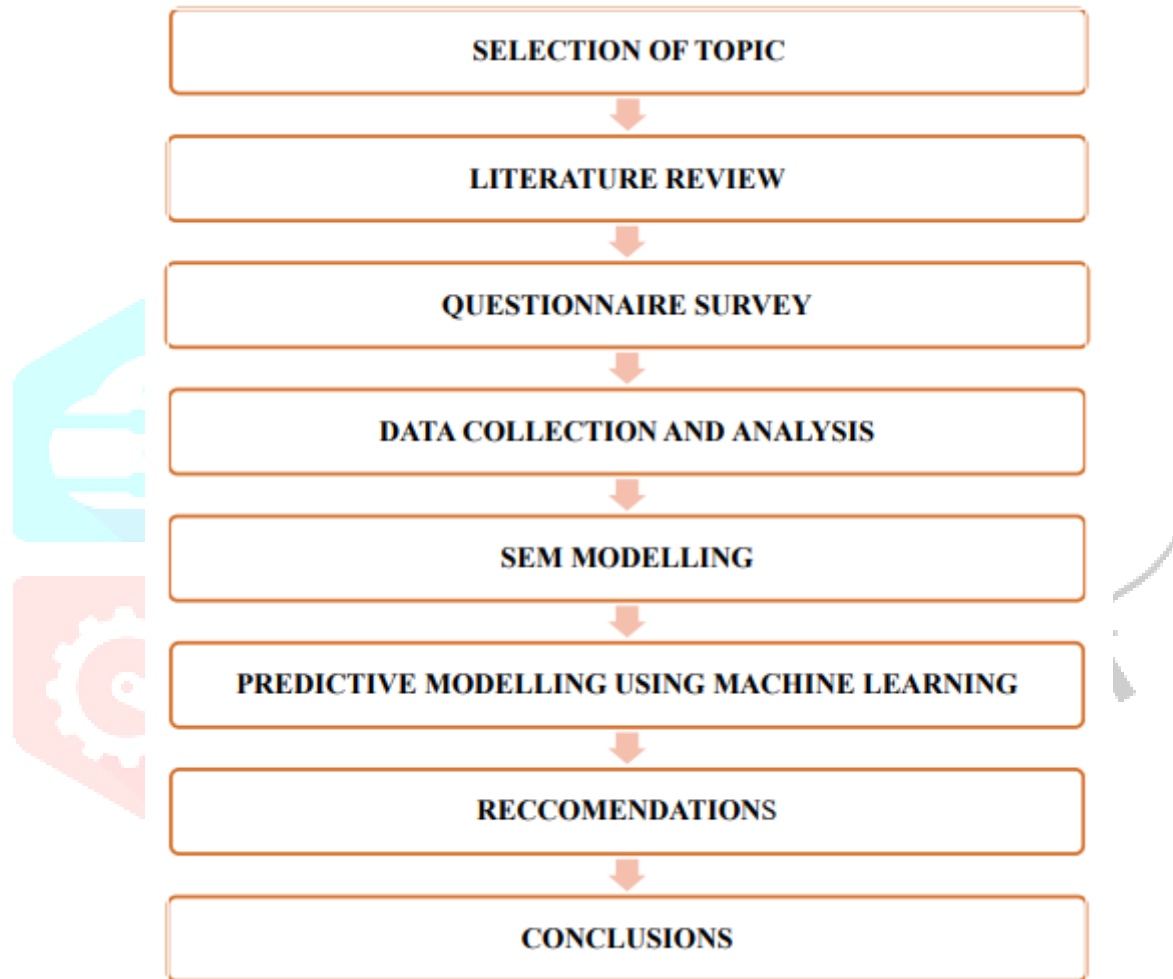 SELECTION OF TOPIC
LITERATURE REVIEW
QUESTIONNAIRE SURVEY
DATA COLLECTION AND ANALYSIS
SEM MODELLING
PREDICTIVE MODELLING USING MACHINE LEARNING
RECCOMENDATIONS
CONCLUSIONS